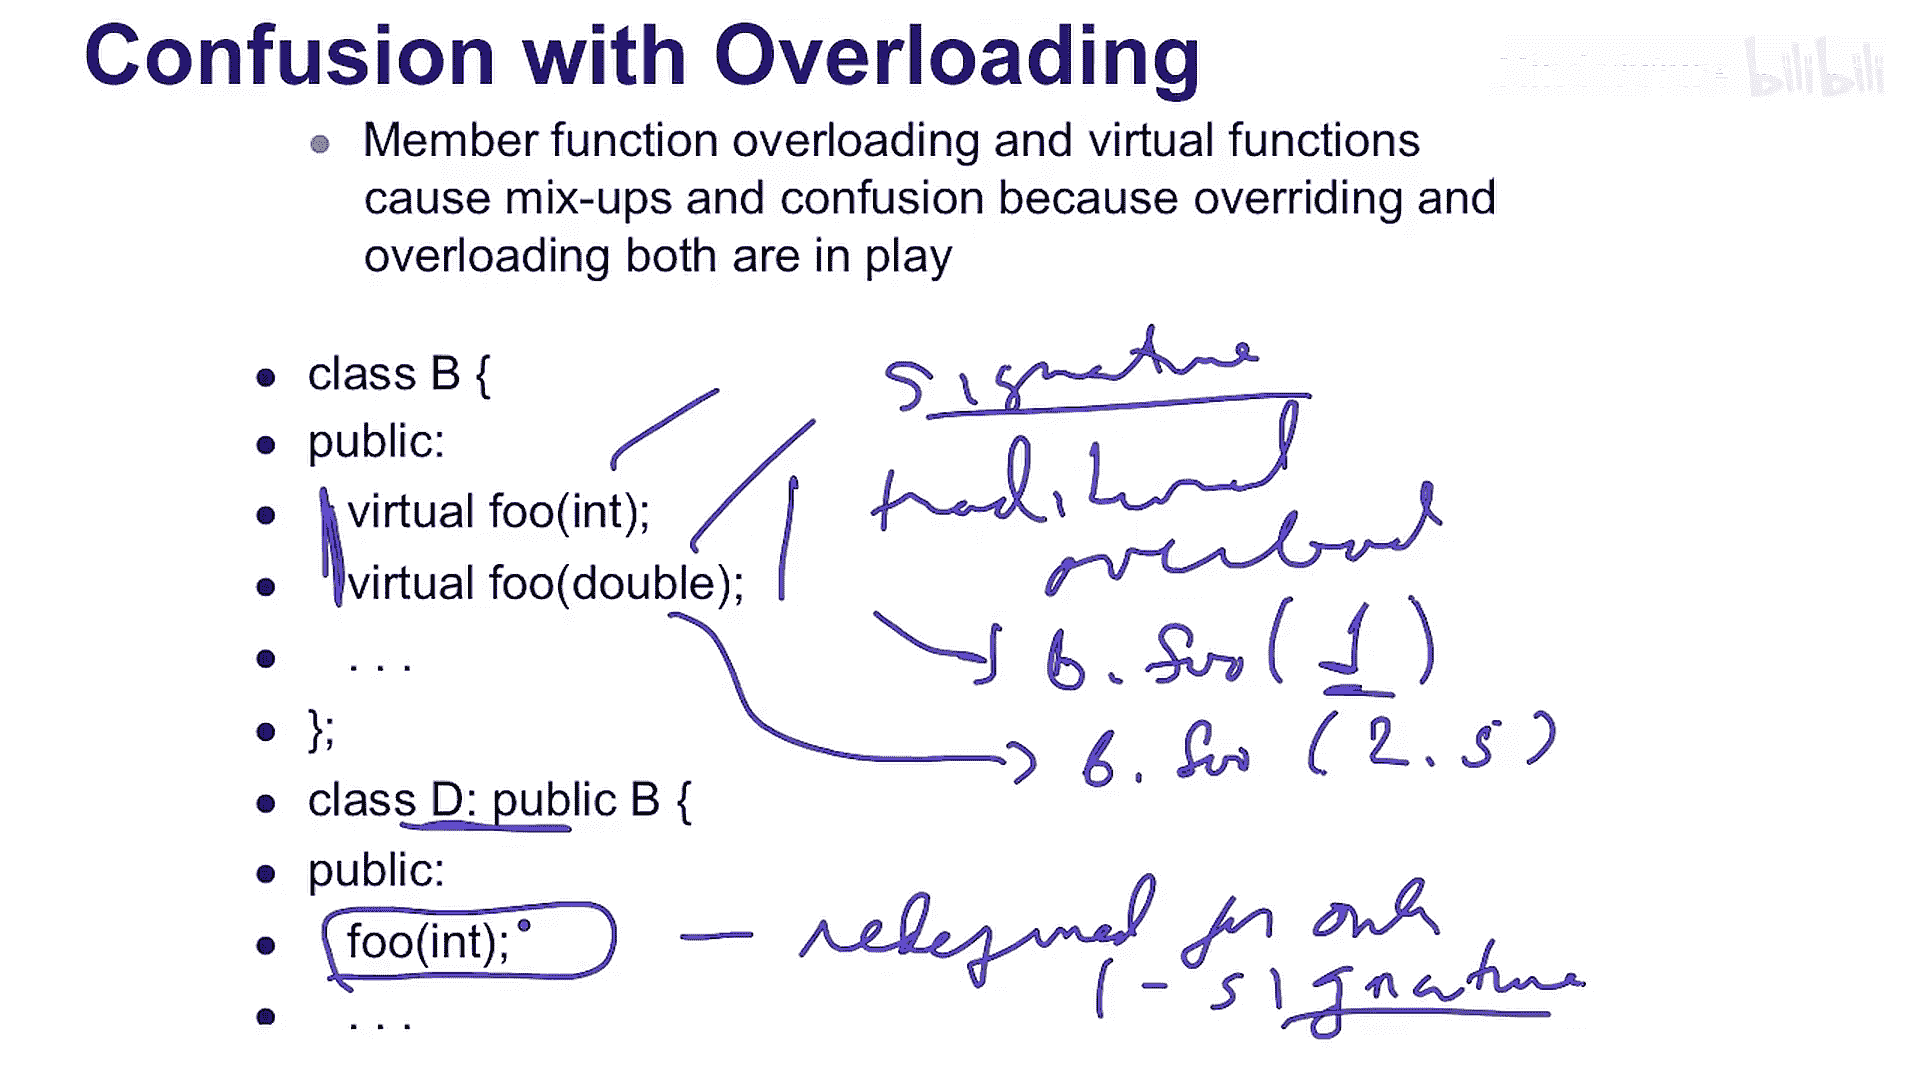 Confusion with Overloading
bilibili
• Member function overloading and virtual functions
cause mix-ups and confusion because overriding and
overloading both are in play
• class B {
signature
• public:
traditional
• virtual foo(int);
overload
• virtual foo(double);
• . . .
b.foo(1)
• };
b.foo(2.5)
• class D: public B {
• public:
• foo(int);
— redefined for only
1 - signature
• . . .